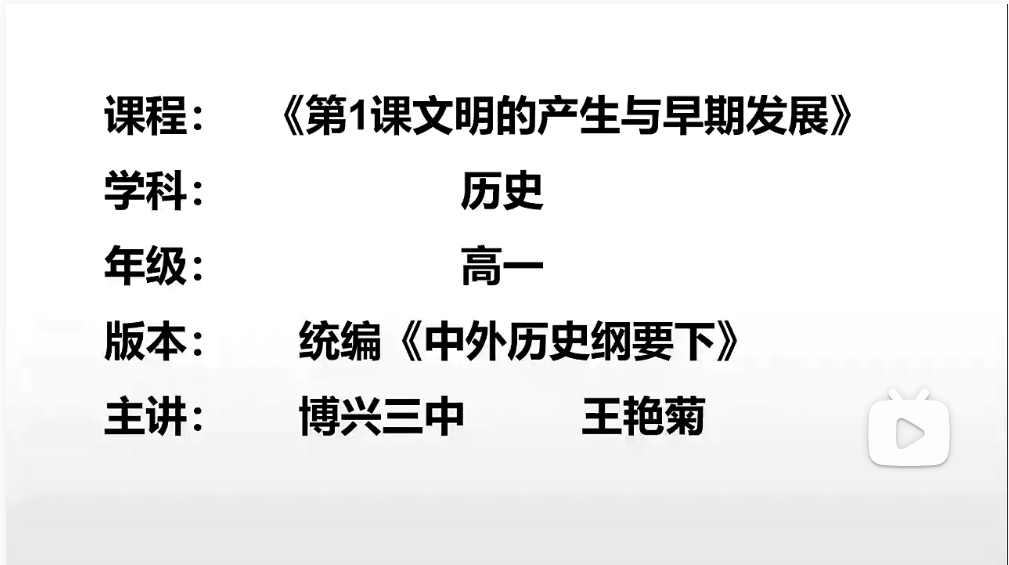 课程： 《第1课文明的产生与早期发展》
学科： 历史
年级： 高一
版本： 统编《中外历史纲要下》
主讲： 博兴三中 王艳菊